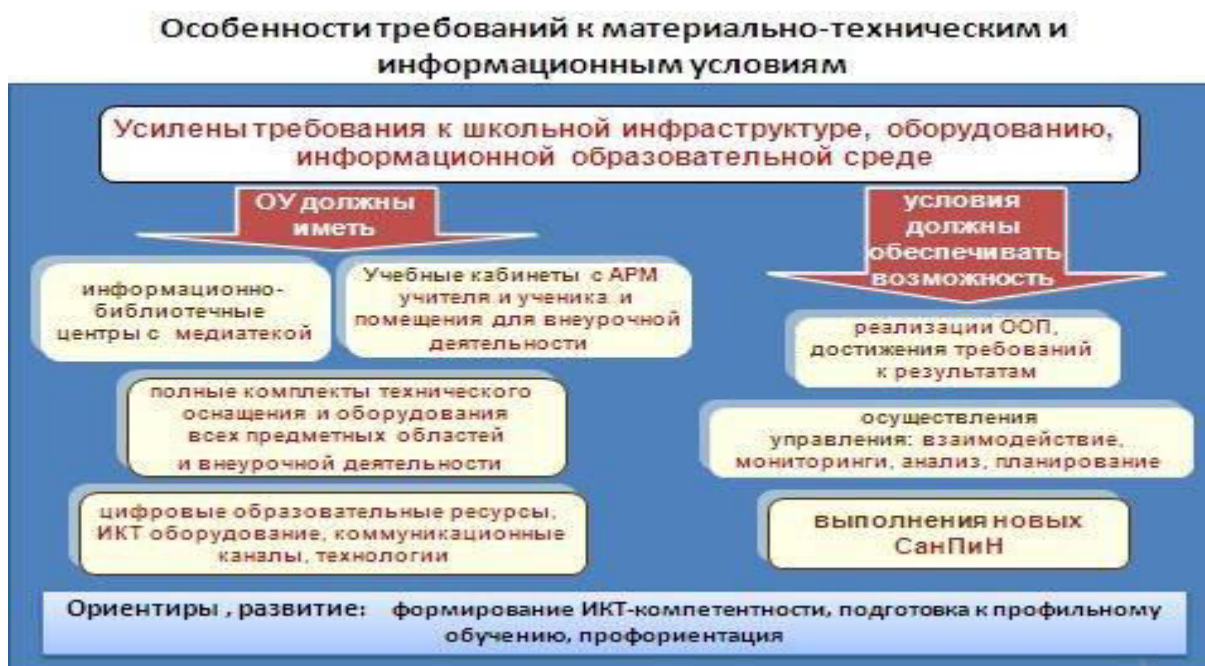 Особенности требований к материально-техническим и
информационным условиям
Усилены требования к школьной инфраструктуре, оборудованию,
информационной образовательной среде
ОУ должны
иметь
информационно-
библиотечные
центры с медиатекой
Учебные кабинеты с АРМ
учителя и ученика и
помещения для внеурочной
деятельности
полные комплекты технического
оснащения и оборудования
всех предметных областей
и внеурочной деятельности
цифровые образовательные ресурсы,
ИКТ оборудование, коммуникационные
каналы, технологии
условия
должны
обеспечивать
возможность
реализации ООП,
достижения требований
к результатам
осуществления
управления: взаимодействие,
мониторинги, анализ, планирование
выполнения новых
СанПиН
Ориентиры , развитие: формирование ИКТ-компетентности, подготовка к профильному
обучению, профориентация